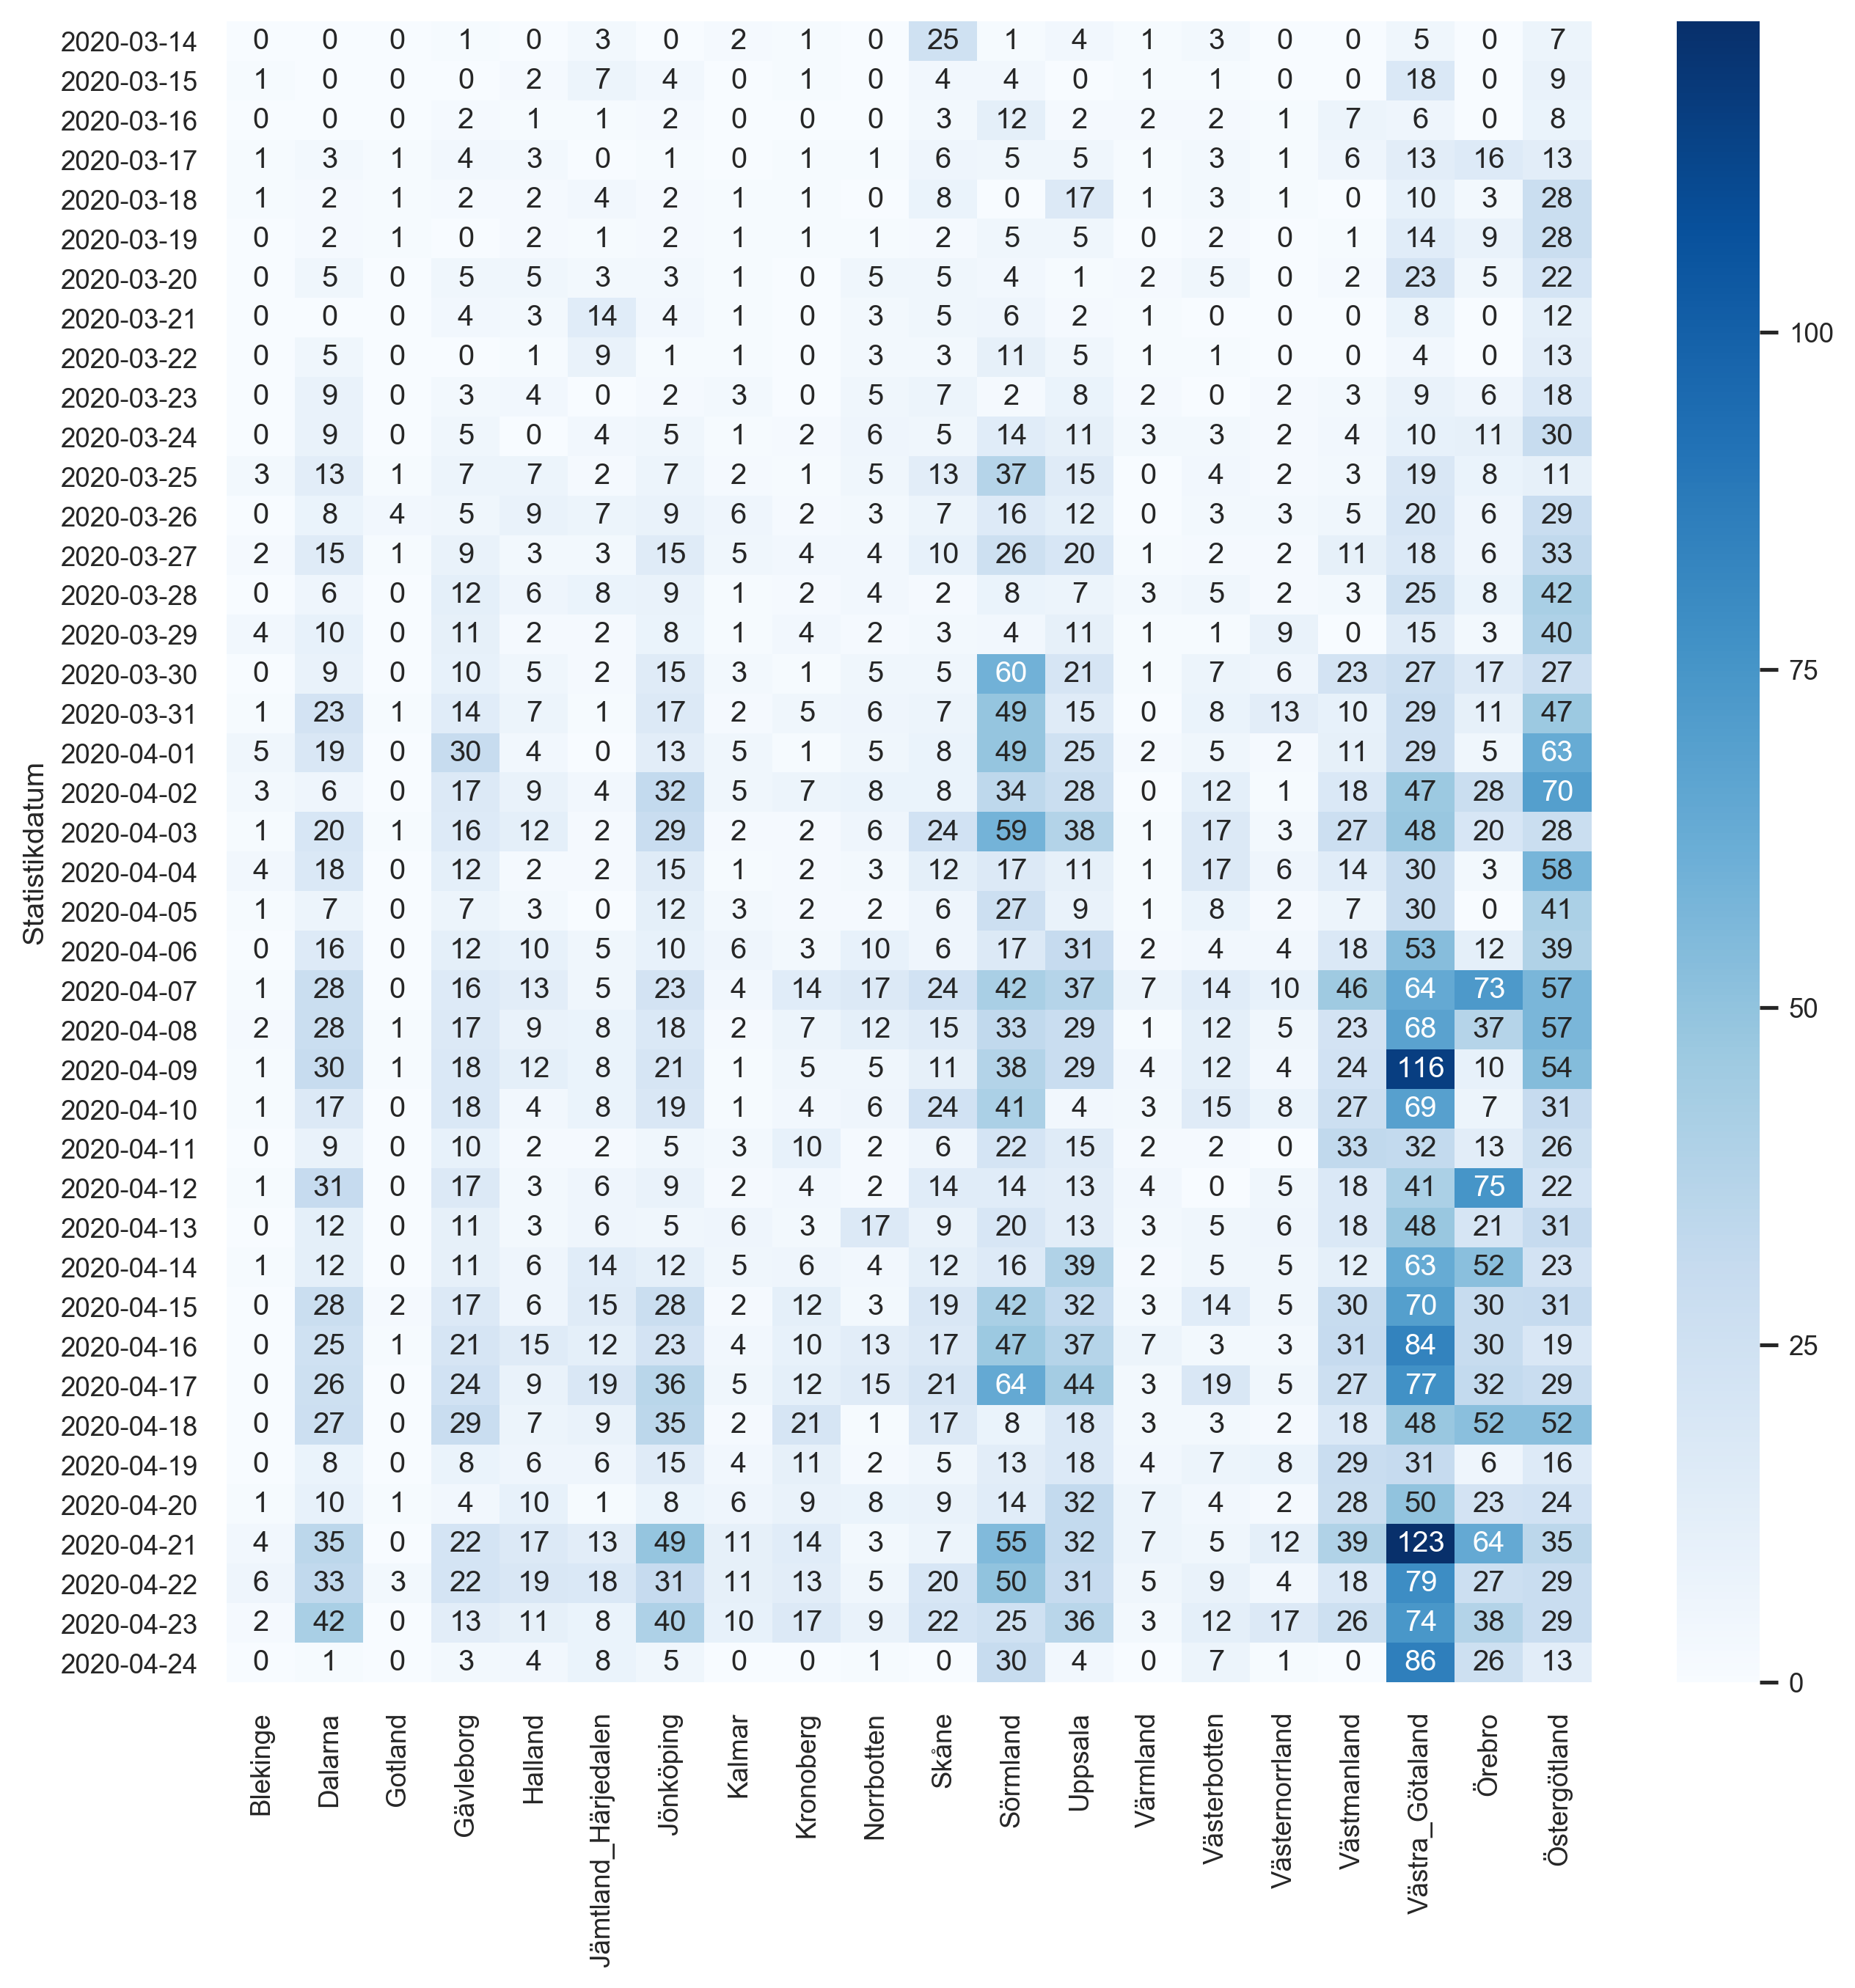 2020-03-14 0 0 0 1 0 3 0 2 1 0 25 1 4 1 3 0 0 5 0 7
2020-03-15 1 0 0 0 2 7 4 0 1 0 4 4 0 1 1 0 0 18 0 9
2020-03-16 0 0 0 2 1 1 2 0 0 0 3 12 2 2 2 1 7 6 0 8
2020-03-17 1 3 1 4 3 0 1 0 1 1 6 5 5 1 3 1 6 13 16 13
2020-03-18 1 2 1 2 2 4 2 1 1 0 8 0 17 1 3 1 0 10 3 28
2020-03-19 0 2 1 0 2 1 2 1 1 1 2 5 5 0 2 0 1 14 9 28
2020-03-20 0 5 0 5 5 3 3 1 0 5 5 4 1 2 5 0 2 23 5 22
2020-03-21 0 0 0 4 3 14 4 1 0 3 5 6 2 1 0 0 0 8 0 12
2020-03-22 0 5 0 0 1 9 1 1 0 3 3 11 5 1 1 0 0 4 0 13
2020-03-23 0 9 0 3 4 0 2 3 0 5 7 2 8 2 0 2 3 9 6 18
2020-03-24 0 9 0 5 0 4 5 1 2 6 5 14 11 3 3 2 4 10 11 30
2020-03-25 3 13 1 7 7 2 7 2 1 5 13 37 15 0 4 2 3 19 8 11
2020-03-26 0 8 4 5 9 7 9 6 2 3 7 16 12 0 3 3 5 20 6 29
2020-03-27 2 15 1 9 3 3 15 5 4 4 10 26 20 1 2 2 11 18 6 33
2020-03-28 0 6 0 12 6 8 9 1 2 4 2 8 7 3 5 2 3 25 8 42
2020-03-29 4 10 0 11 2 2 8 1 4 2 3 4 11 1 1 9 0 15 3 40
2020-03-30 0 9 0 10 5 2 15 3 1 5 5 60 21 1 7 6 23 27 17 27
2020-03-31 1 23 1 14 7 1 17 2 5 6 7 49 15 0 8 13 10 29 11 47
2020-04-01 5 19 0 30 4 0 13 5 1 5 8 49 25 2 5 2 11 29 5 63
2020-04-02 3 6 0 17 9 4 32 5 7 8 8 34 28 0 12 1 18 47 28 70
2020-04-03 1 20 1 16 12 2 29 2 2 6 24 59 38 1 17 3 27 48 20 28
2020-04-04 4 18 0 12 2 2 15 1 2 3 12 17 11 1 17 6 14 30 3 58
2020-04-05 1 7 0 7 3 0 12 3 2 2 6 27 9 1 8 2 7 30 0 41
2020-04-06 0 16 0 12 10 5 10 6 3 10 6 17 31 2 4 4 18 53 12 39
2020-04-07 1 28 0 16 13 5 23 4 14 17 24 42 37 7 14 10 46 64 73 57
2020-04-08 2 28 1 17 9 8 18 2 7 12 15 33 29 1 12 5 23 68 37 57
2020-04-09 1 30 1 18 12 8 21 1 5 5 11 38 29 4 12 4 24 116 10 54
2020-04-10 1 17 0 18 4 8 19 1 4 6 24 41 4 3 15 8 27 69 7 31
2020-04-11 0 9 0 10 2 2 5 3 10 2 6 22 15 2 2 0 33 32 13 26
2020-04-12 1 31 0 17 3 6 9 2 4 2 14 14 13 4 0 5 18 41 75 22
2020-04-13 0 12 0 11 3 6 5 6 3 17 9 20 13 3 5 6 18 48 21 31
2020-04-14 1 12 0 11 6 14 12 5 6 4 12 16 39 2 5 5 12 63 52 23
2020-04-15 0 28 2 17 6 15 28 2 12 3 19 42 32 3 14 5 30 70 30 31
2020-04-16 0 25 1 21 15 12 23 4 10 13 17 47 37 7 3 3 31 84 30 19
2020-04-17 0 26 0 24 9 19 36 5 12 15 21 64 44 3 19 5 27 77 32 29
2020-04-18 0 27 0 29 7 9 35 2 21 1 17 8 18 3 3 2 18 48 52 52
2020-04-19 0 8 0 8 6 6 15 4 11 2 5 13 18 4 7 8 29 31 6 16
2020-04-20 1 10 1 4 10 1 8 6 9 8 9 14 32 7 4 2 28 50 23 24
2020-04-21 4 35 0 22 17 13 49 11 14 3 7 55 32 7 5 12 39 123 64 35
2020-04-22 6 33 3 22 19 18 31 11 13 5 20 50 31 5 9 4 18 79 27 29
2020-04-23 2 42 0 13 11 8 40 10 17 9 22 25 36 3 12 17 26 74 38 29
2020-04-24 0 1 0 3 4 8 5 0 0 1 0 30 4 0 7 1 0 86 26 13
Statistikdatum
Blekinge
Dalarna
Gotland
Gävleborg
Halland
Jämtland_Härjedalen
Jönköping
Kalmar
Kronoberg
Norrbotten
Skåne
Sörmland
Uppsala
Värmland
Västerbotten
Västernorrland
Västmanland
Västra_Götaland
Örebro
Östergötland
100
75
50
25
0